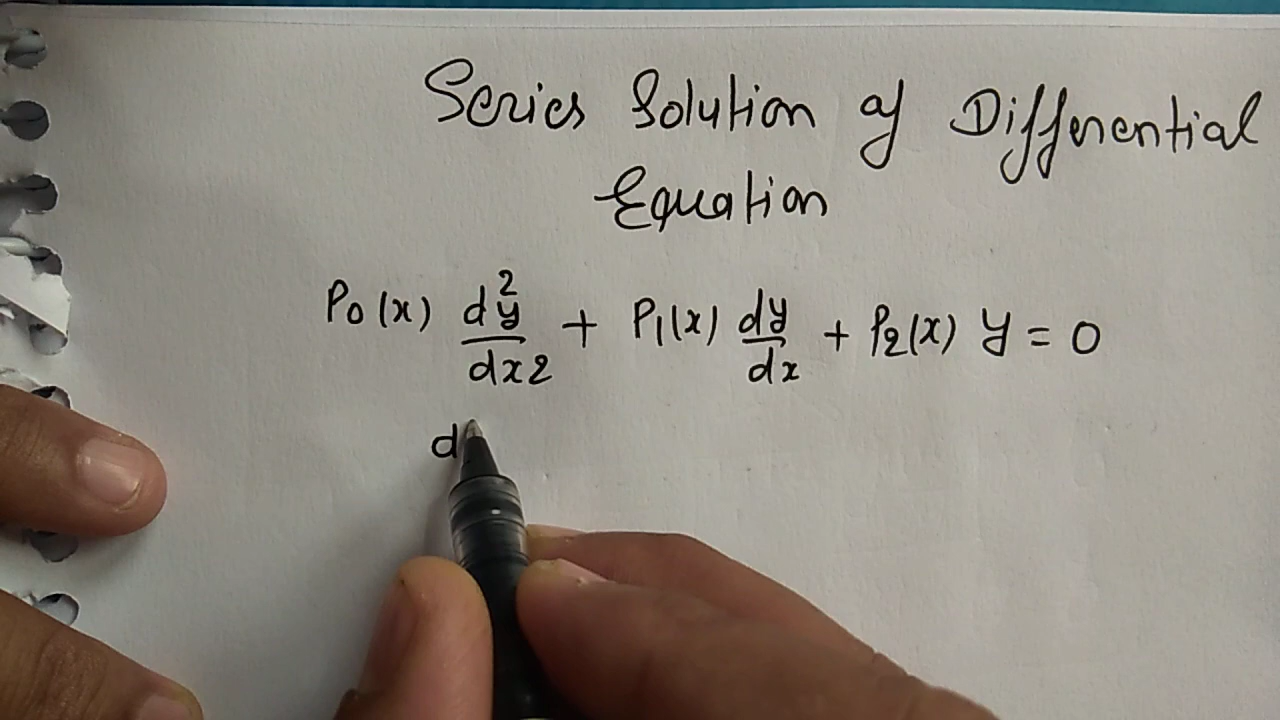 Series Solution of Differential
Equation
P₀(x) d²y/dx² + P₁(x) dy/dx + P₂(x) y = 0
d